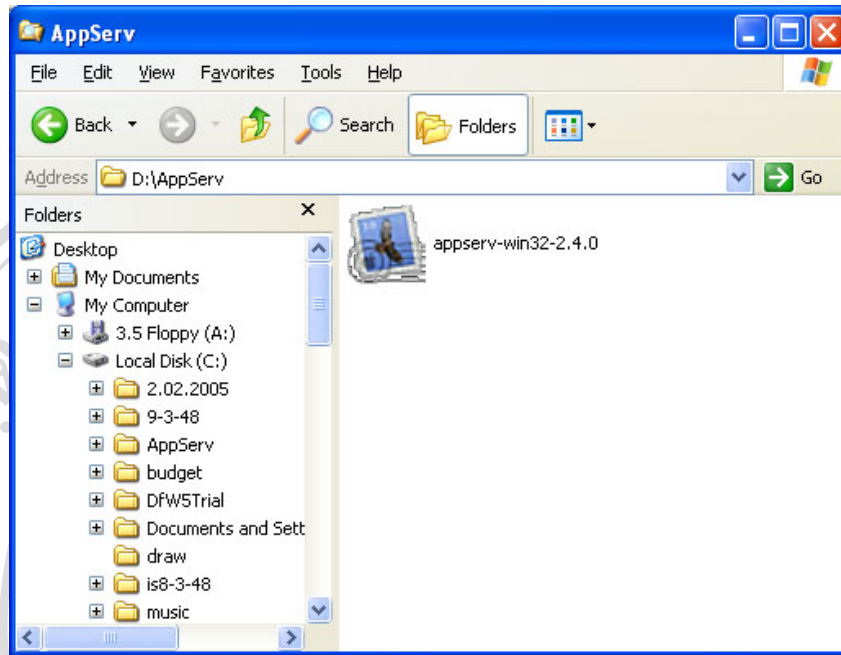 AppServ
File Edit View Favorites Tools Help
Back Search Folders
Address D:\AppServ Go
Folders
Desktop
My Documents
My Computer
3.5 Floppy (A:)
Local Disk (C:)
2.02.2005
9-3-48
AppServ
budget
DfW5Trial
Documents and Sett
draw
is8-3-48
music
appserv-win32-2.4.0